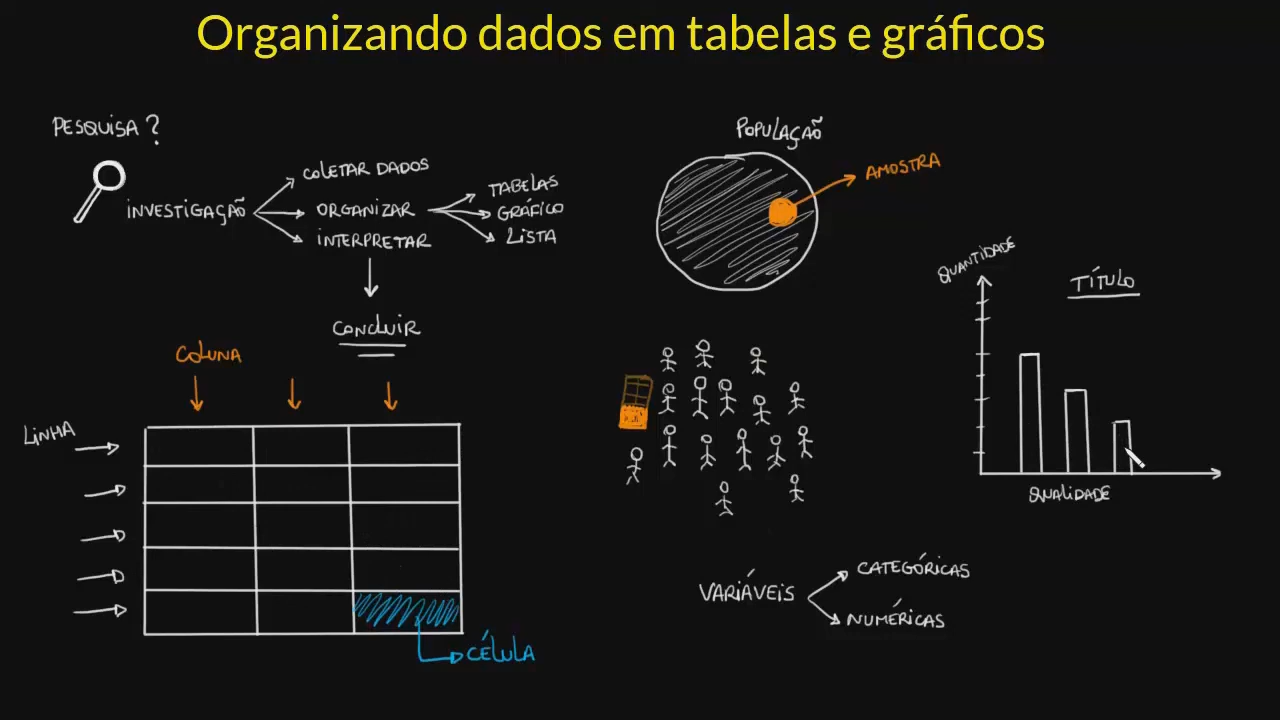 Organizando dados em tabelas e gráficos
PESQUISA?
INVESTIGAÇÃO
COLETAR DADOS
ORGANIZAR
INTERPRETAR
TABELAS
GRÁFICO
LISTA
CONCLUIR
COLUNA
LINHA
CÉLULA
POPULAÇÃO
AMOSTRA
QUANTIDADE
TÍTULO
QUALIDADE
VARIÁVEIS
CATEGÓRICAS
NUMÉRICAS